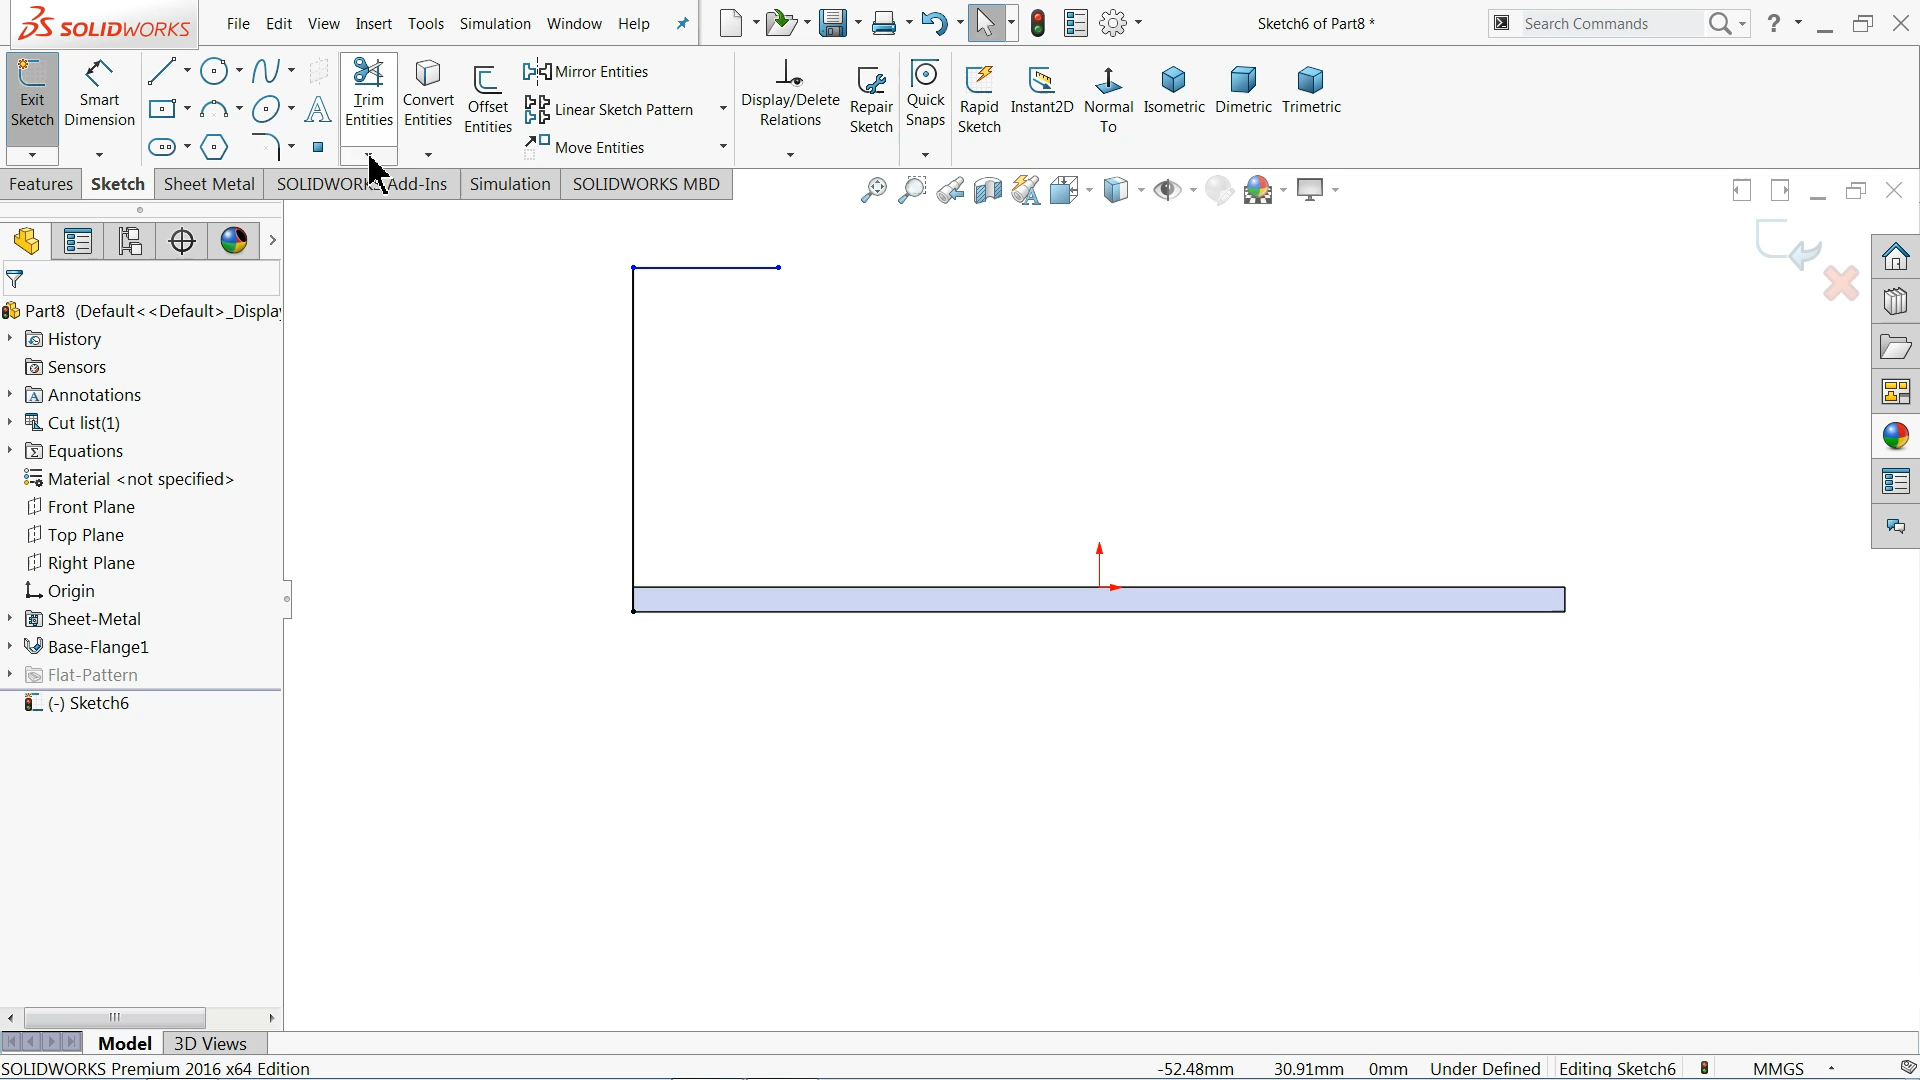 SOLIDWORKS File Edit View Insert Tools Simulation Window Help Sketch6 of Part8 * Search Commands ?
Exit Sketch
Smart Dimension
Trim Entities
Convert Entities
Offset Entities
Mirror Entities
Linear Sketch Pattern
Move Entities
Display/Delete Relations
Repair Sketch
Quick Snaps
Rapid Sketch
Instant2D
Normal To
Isometric
Dimetric
Trimetric
Features Sketch Sheet Metal SOLIDWORKS Add-Ins Simulation SOLIDWORKS MBD
Part8 (Default<<Default>_Display
History
Sensors
Annotations
Cut list(1)
Equations
Material <not specified>
Front Plane
Top Plane
Right Plane
Origin
Sheet-Metal
Base-Flange1
Flat-Pattern
(-) Sketch6
Model 3D Views
SOLIDWORKS Premium 2016 x64 Edition -52.48mm 30.91mm 0mm Under Defined Editing Sketch6 MMGS